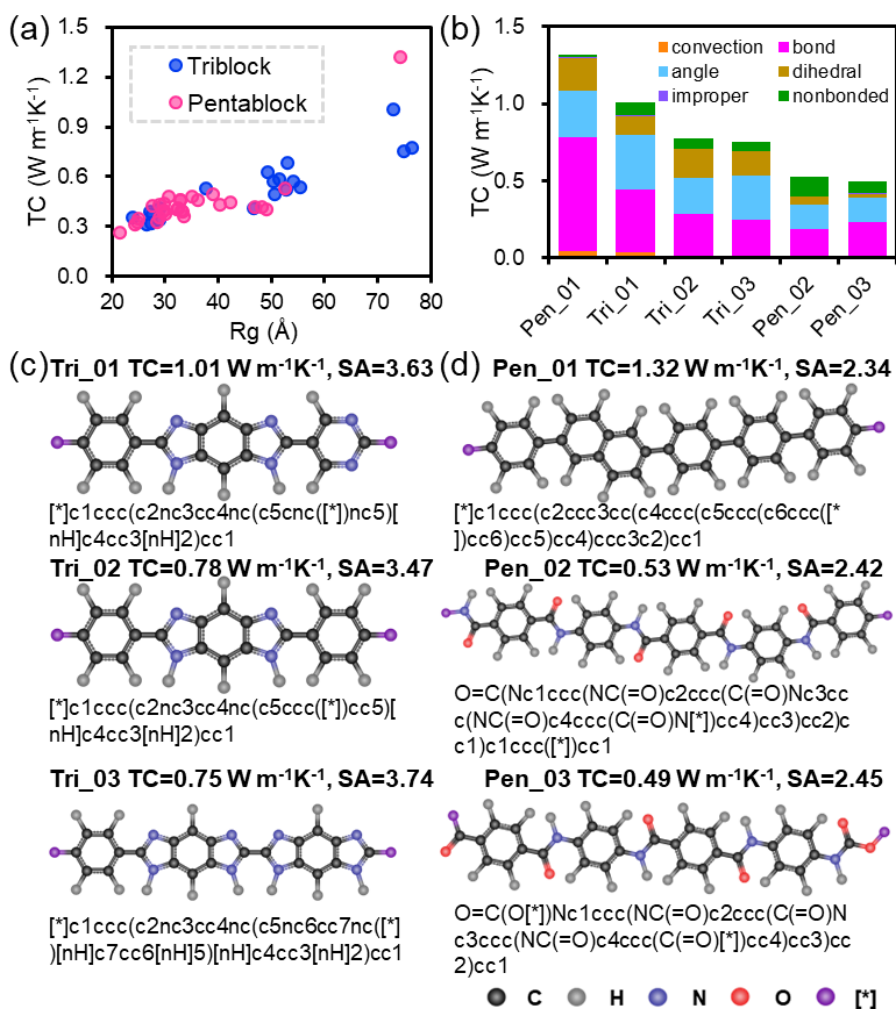 (a)
1.5
1.2
0.9
0.6
0.3
0.0
TC (W m⁻¹K⁻¹)
Triblock
Pentablock
20 30 40 50 60 70 80
Rg (Å)
(b)
1.5
1.0
0.5
0.0
TC (W m⁻¹K⁻¹)
convection bond
angle dihedral
improper nonbonded
Pen_01 Tri_01 Tri_02 Tri_03 Pen_02 Pen_03
(c)
Tri_01 TC=1.01 W m⁻¹K⁻¹, SA=3.63
[*]c1ccc(c2nc3cc4nc(c5cnc([*])nc5)[
nH]c4cc3[nH]2)cc1
Tri_02 TC=0.78 W m⁻¹K⁻¹, SA=3.47
[*]c1ccc(c2nc3cc4nc(c5ccc([*])cc5)[
nH]c4cc3[nH]2)cc1
Tri_03 TC=0.75 W m⁻¹K⁻¹, SA=3.74
[*]c1ccc(c2nc3cc4nc(c5nc6cc7nc([*]
)[nH]c7cc6[nH]5)[nH]c4cc3[nH]2)cc1
(d)
Pen_01 TC=1.32 W m⁻¹K⁻¹, SA=2.34
[*]c1ccc(c2ccc3cc(c4ccc(c5ccc(c6ccc([*
])cc6)cc5)cc4)ccc3c2)cc1
Pen_02 TC=0.53 W m⁻¹K⁻¹, SA=2.42
O=C(Nc1ccc(NC(=O)c2ccc(C(=O)Nc3cc
c(NC(=O)c4ccc(C(=O)N[*])cc4)cc3)cc2)c
c1)c1ccc([*])cc1
Pen_03 TC=0.49 W m⁻¹K⁻¹, SA=2.45
O=C(O[*])Nc1ccc(NC(=O)c2ccc(C(=O)N
c3ccc(NC(=O)c4ccc(C(=O)[*])cc4)cc3)cc
2)cc1
C H N O [*]